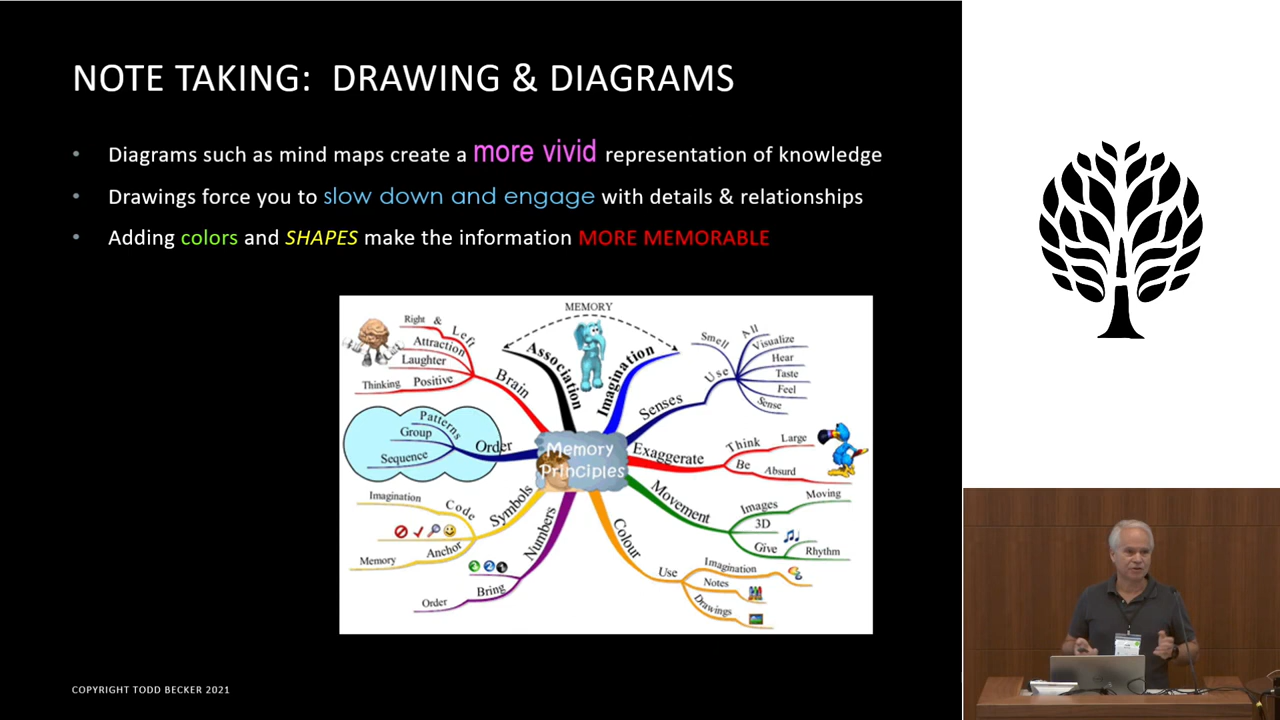 NOTE TAKING: DRAWING & DIAGRAMS
• Diagrams such as mind maps create a more vivid representation of knowledge
• Drawings force you to slow down and engage with details & relationships
• Adding colors and SHAPES make the information MORE MEMORABLE
MEMORY
Association
Imagination
Memory
Principles
Brain
Right & Left
Attraction
Laughter
Thinking Positive
Order
Patterns
Group
Sequence
Symbols
Imagination Code
Anchor
Memory
Numbers
Bring
Order
Senses
Use
Smell
All
Visualize
Hear
Taste
Feel
Sense
Exaggerate
Think Large
Be Absurd
Movement
Images Moving
3D
Give Rhythm
Colour
Use
Imagination
Notes
Drawings
COPYRIGHT TODD BECKER 2021